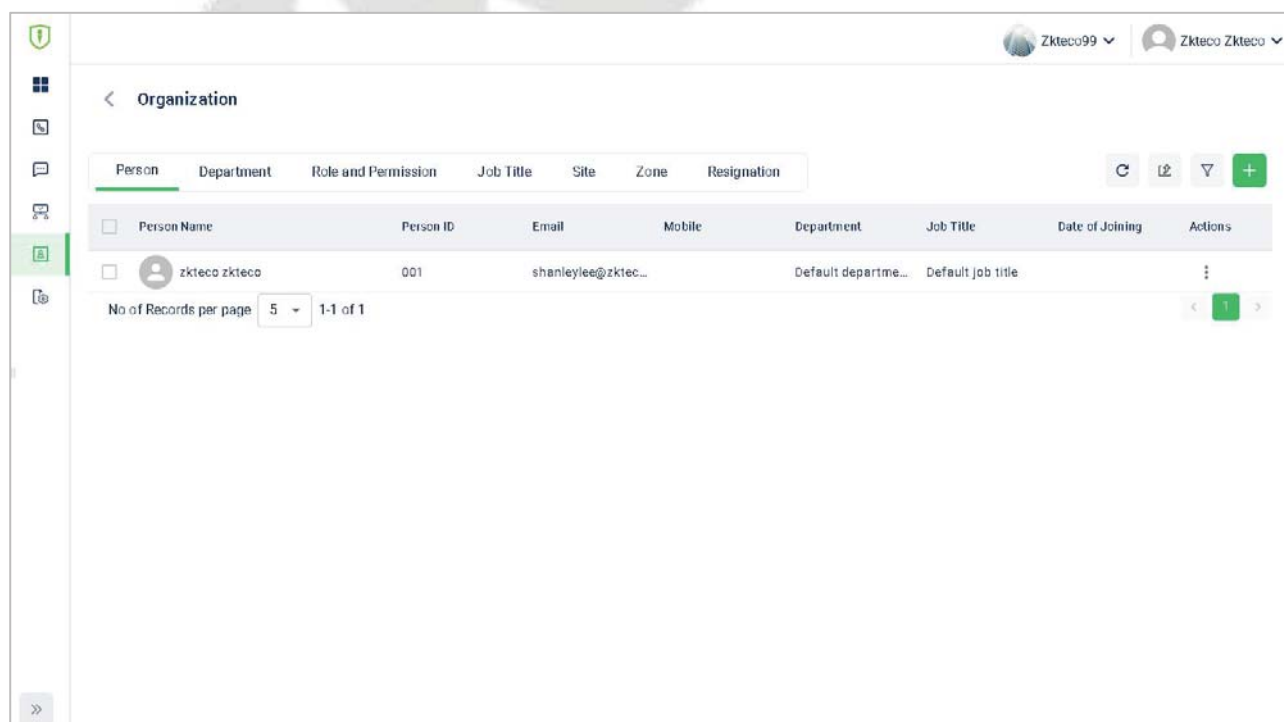 Zkteco99 Zkteco Zkteco
Organization
Person Department Role and Permission Job Title Site Zone Resignation
Person Name Person ID Email Mobile Department Job Title Date of Joining Actions
zkteco zkteco 001 shanleylee@zktec... Default departme... Default job title
No of Records per page 5 1-1 of 1 1